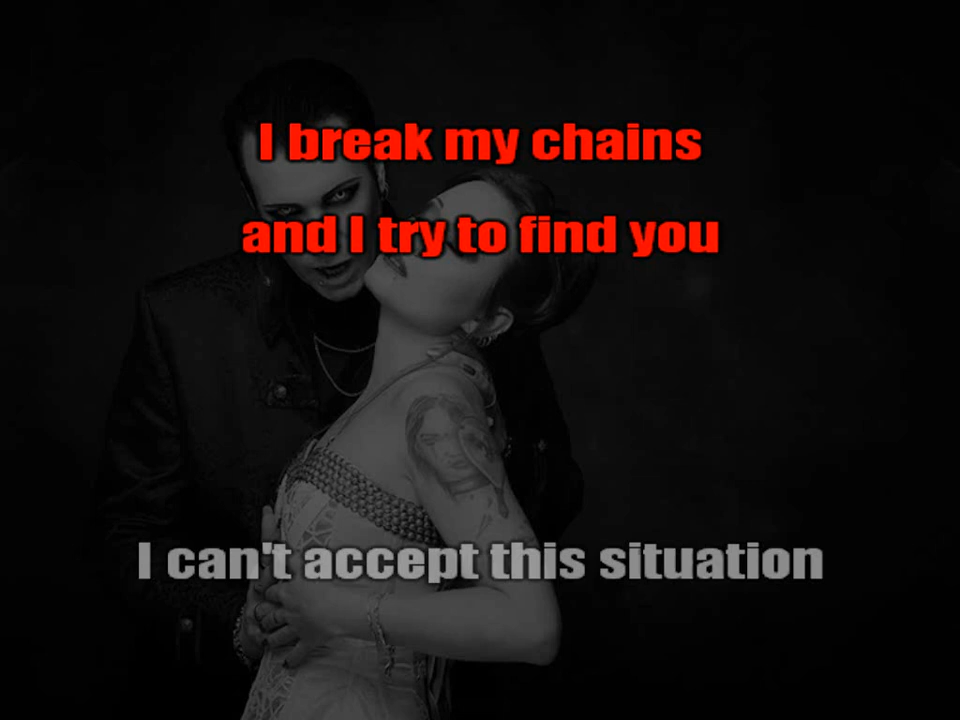 I break my chains
and I try to find you
I can't accept this situation